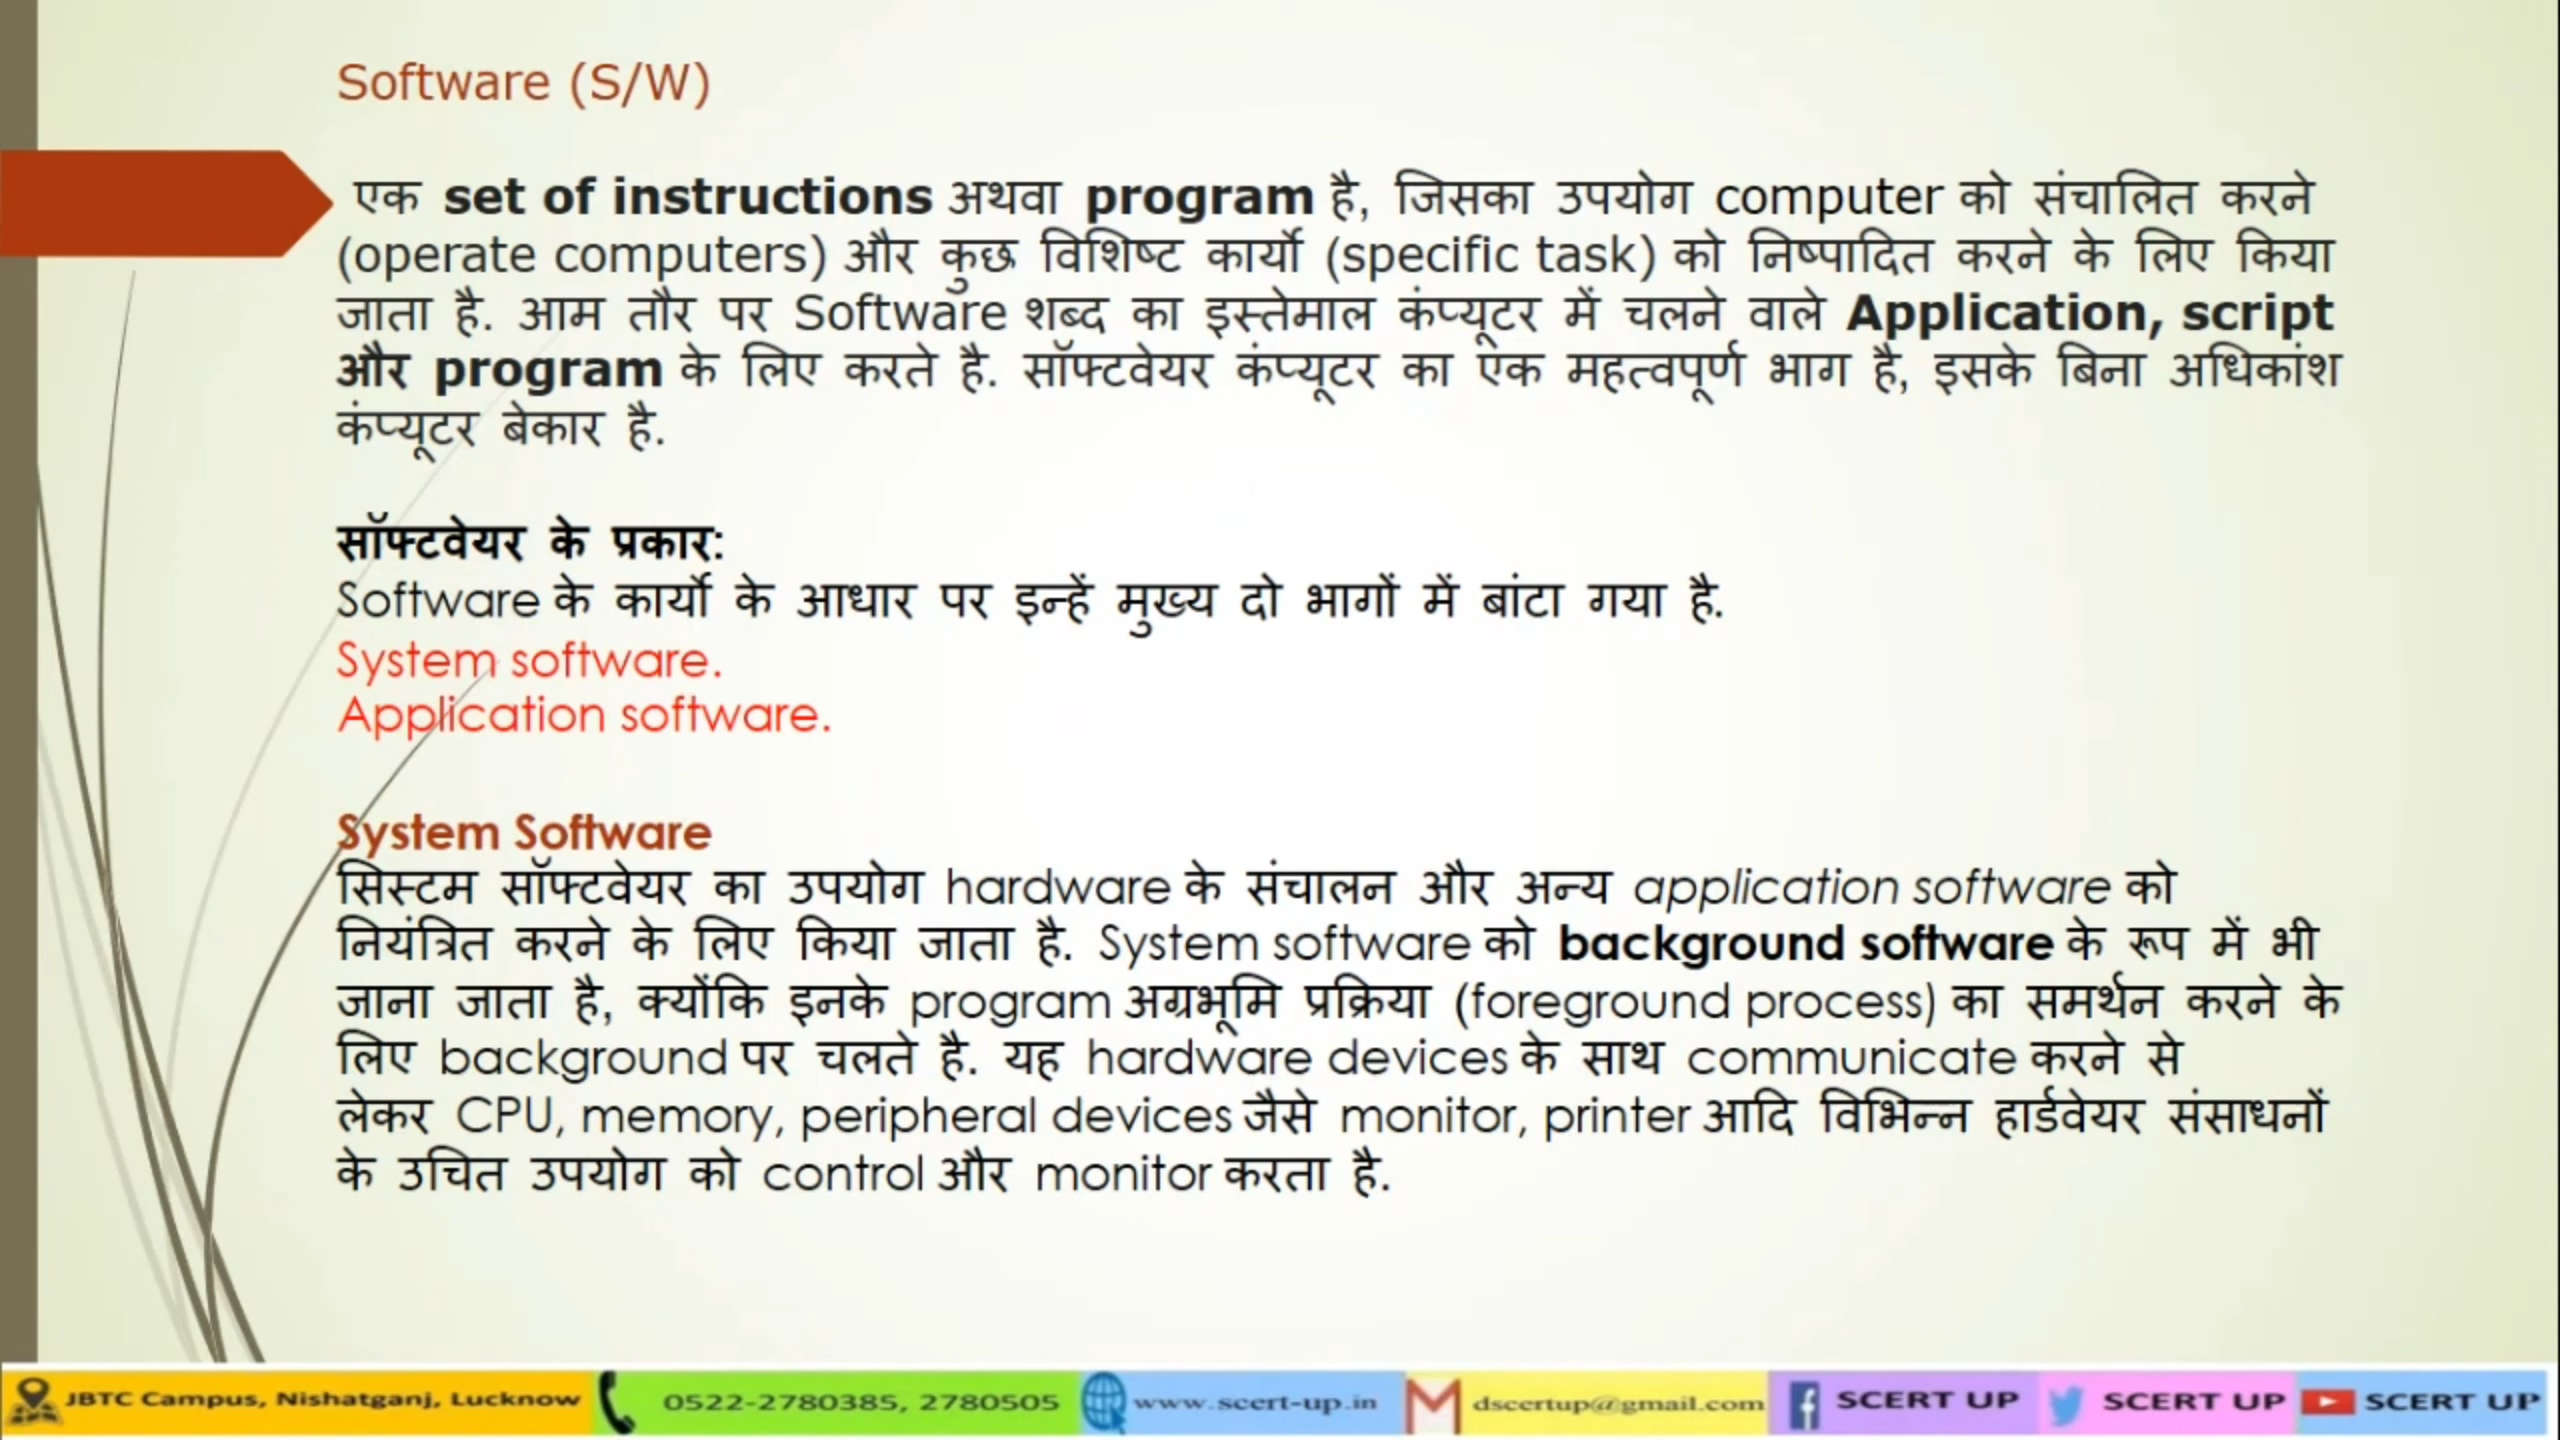 Software (S/W)
एक set of instructions अथवा program है, जिसका उपयोग computer को संचालित करने
(operate computers) और कुछ विशिष्ट कार्यो (specific task) को निष्पादित करने के लिए किया
जाता है. आम तौर पर Software शब्द का इस्तेमाल कंप्यूटर में चलने वाले Application, script
और program के लिए करते है. सॉफ्टवेयर कंप्यूटर का एक महत्वपूर्ण भाग है, इसके बिना अधिकांश
कंप्यूटर बेकार है.
सॉफ्टवेयर के प्रकार:
Software के कार्यो के आधार पर इन्हें मुख्य दो भागों में बांटा गया है.
System software.
Application software.
System Software
सिस्टम सॉफ्टवेयर का उपयोग hardware के संचालन और अन्य application software को
नियंत्रित करने के लिए किया जाता है. System software को background software के रूप में भी
जाना जाता है, क्योंकि इनके program अग्रभूमि प्रक्रिया (foreground process) का समर्थन करने के
लिए background पर चलते है. यह hardware devices के साथ communicate करने से
लेकर CPU, memory, peripheral devices जैसे monitor, printer आदि विभिन्न हार्डवेयर संसाधनों
के उचित उपयोग को control और monitor करता है.
JBTC Campus, Nishatganj, Lucknow 0522-2780385, 2780505 www.scert-up.in dscertup@gmail.com SCERT UP SCERT UP SCERT UP